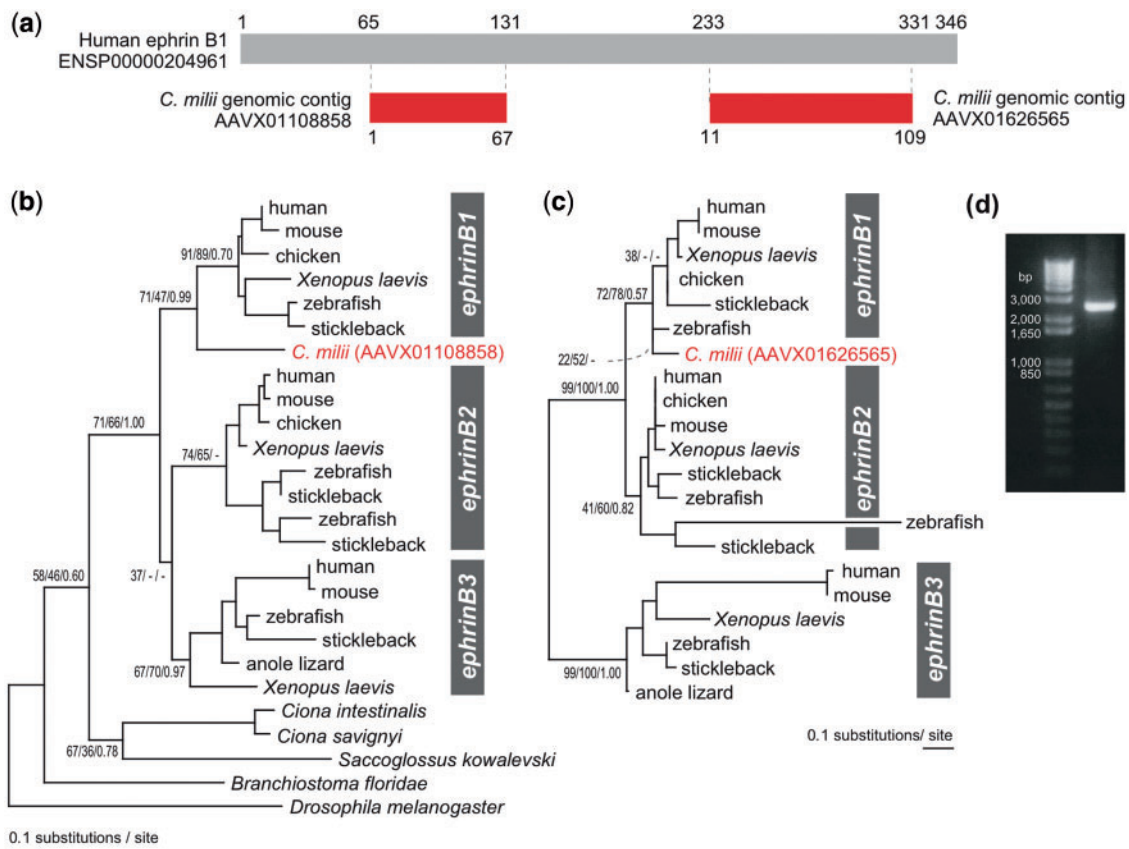 (a)
1 65 131 233 331 346
Human ephrin B1
ENSP00000204961
C. milii genomic contig
AAVX01108858
1 67
11 109
C. milii genomic contig
AAVX01626565
(b)
human
mouse
chicken
Xenopus laevis
zebrafish
stickleback
C. milii (AAVX01108858)
human
mouse
chicken
Xenopus laevis
zebrafish
stickleback
zebrafish
stickleback
human
mouse
zebrafish
stickleback
anole lizard
Xenopus laevis
Ciona intestinalis
Ciona savignyi
Saccoglossus kowalevski
Branchiostoma floridae
Drosophila melanogaster
91/89/0.70
71/47/0.99
71/66/1.00
74/65/ -
58/46/0.60
37/ - / -
67/70/0.97
67/36/0.78
ephrinB1
ephrinB2
ephrinB3
0.1 substitutions / site
(c)
human
mouse
Xenopus laevis
chicken
stickleback
zebrafish
C. milii (AAVX01626565)
human
chicken
mouse
Xenopus laevis
stickleback
zebrafish
zebrafish
stickleback
human
mouse
Xenopus laevis
zebrafish
stickleback
anole lizard
38/ - / -
72/78/0.57
22/52/ -
99/100/1.00
41/60/0.82
99/100/1.00
ephrinB1
ephrinB2
ephrinB3
0.1 substitutions/ site
(d)
bp
3,000
2,000
1,650
1,000
850